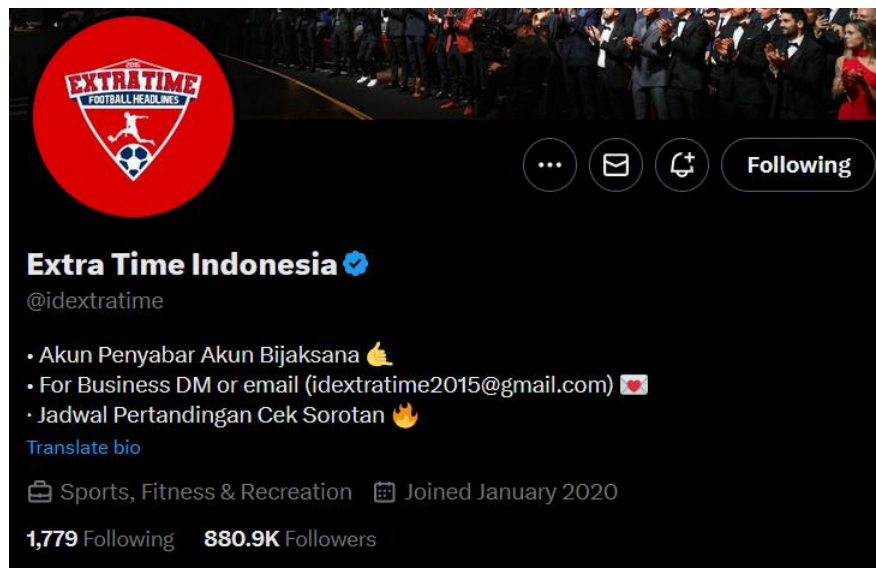 2015
EXTRATIME
FOOTBALL HEADLINES
Following
Extra Time Indonesia
@idextratime
• Akun Penyabar Akun Bijaksana 🤙
• For Business DM or email (idextratime2015@gmail.com) 💌
· Jadwal Pertandingan Cek Sorotan 🔥
Translate bio
Sports, Fitness & Recreation Joined January 2020
1,779 Following 880.9K Followers